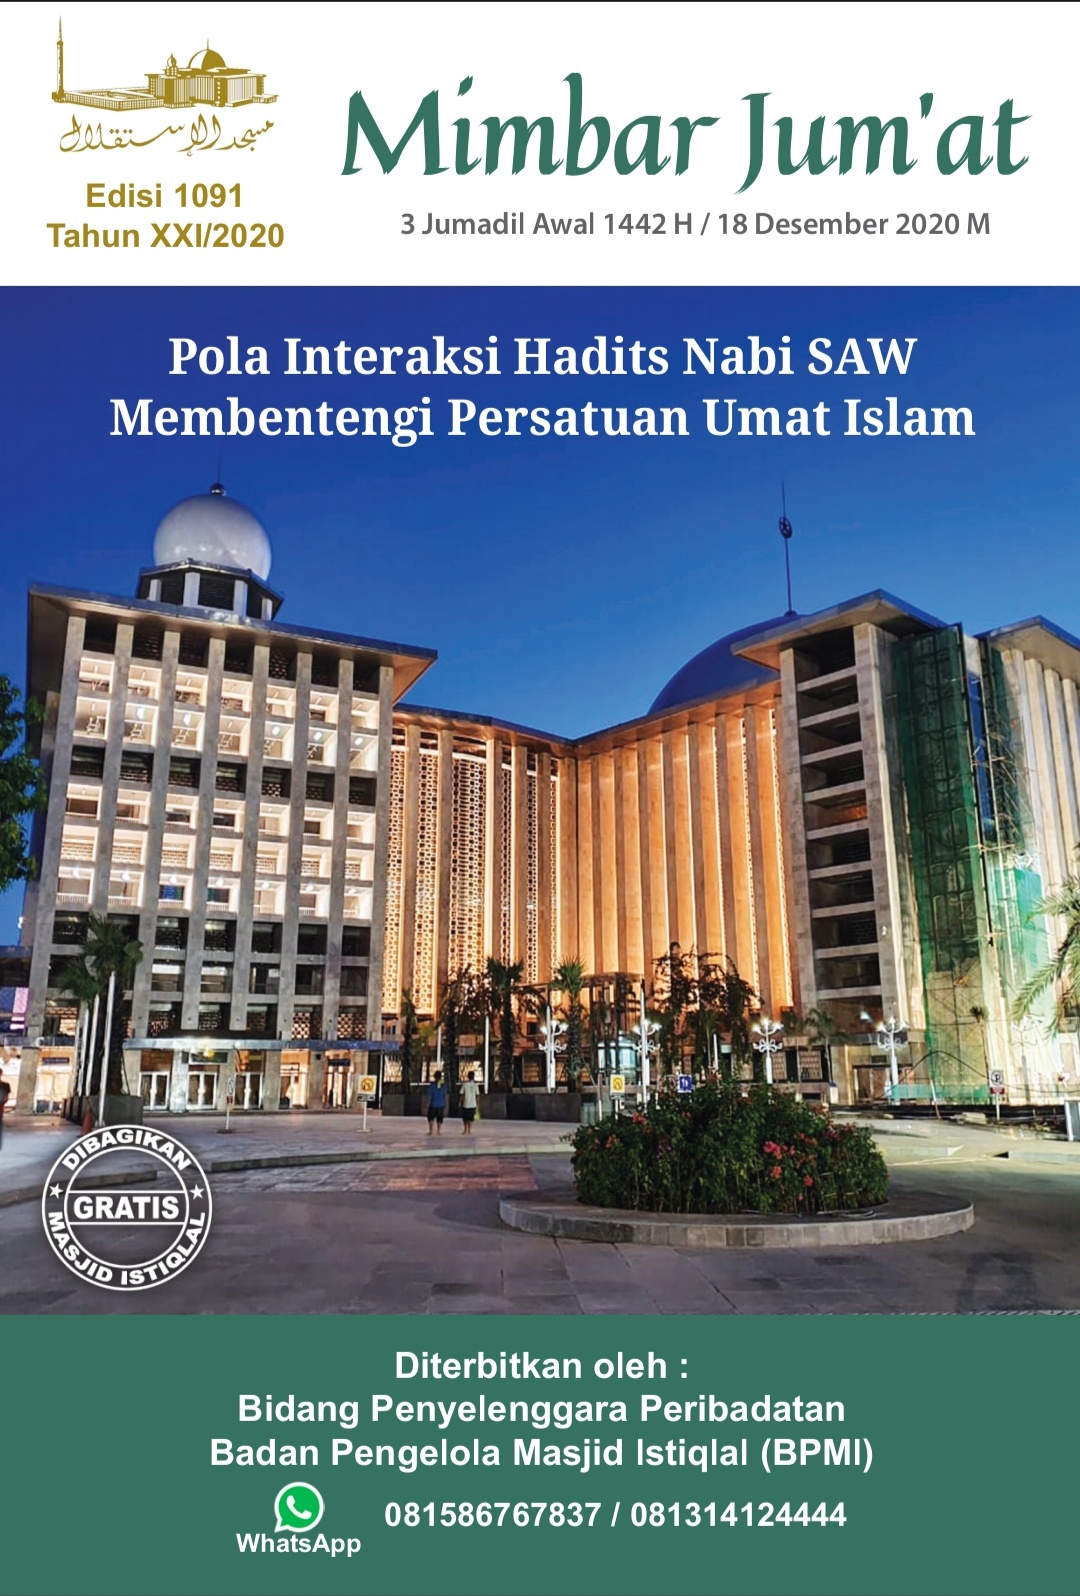 مسجد الإستقلال
Edisi 1091
Tahun XXI/2020
Mimbar Jum'at
3 Jumadil Awal 1442 H / 18 Desember 2020 M
Pola Interaksi Hadits Nabi SAW
Membentengi Persatuan Umat Islam
DIBAGIKAN
GRATIS
MASJID ISTIQLAL
Diterbitkan oleh :
Bidang Penyelenggara Peribadatan
Badan Pengelola Masjid Istiqlal (BPMI)
081586767837 / 081314124444
WhatsApp